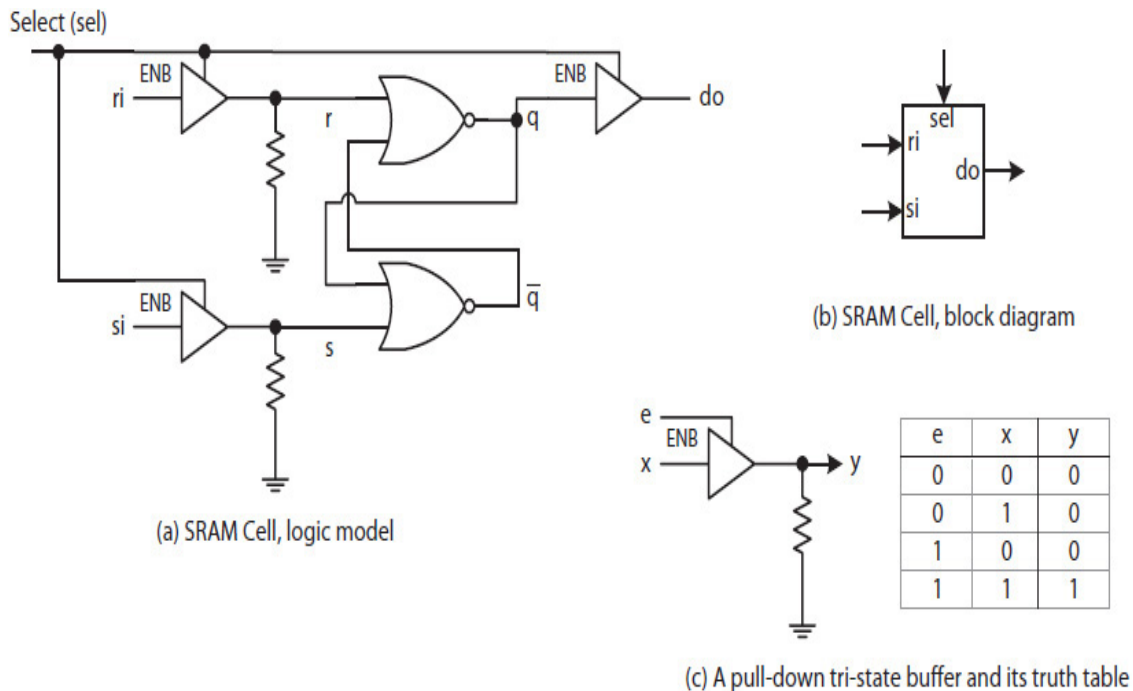 Select (sel)
ENB
ri
r
q
ENB
do
ENB
si
s
q̅
(a) SRAM Cell, logic model
sel
ri
do
si
(b) SRAM Cell, block diagram
e
ENB
x
y
e x y
0 0 0
0 1 0
1 0 0
1 1 1
(c) A pull-down tri-state buffer and its truth table